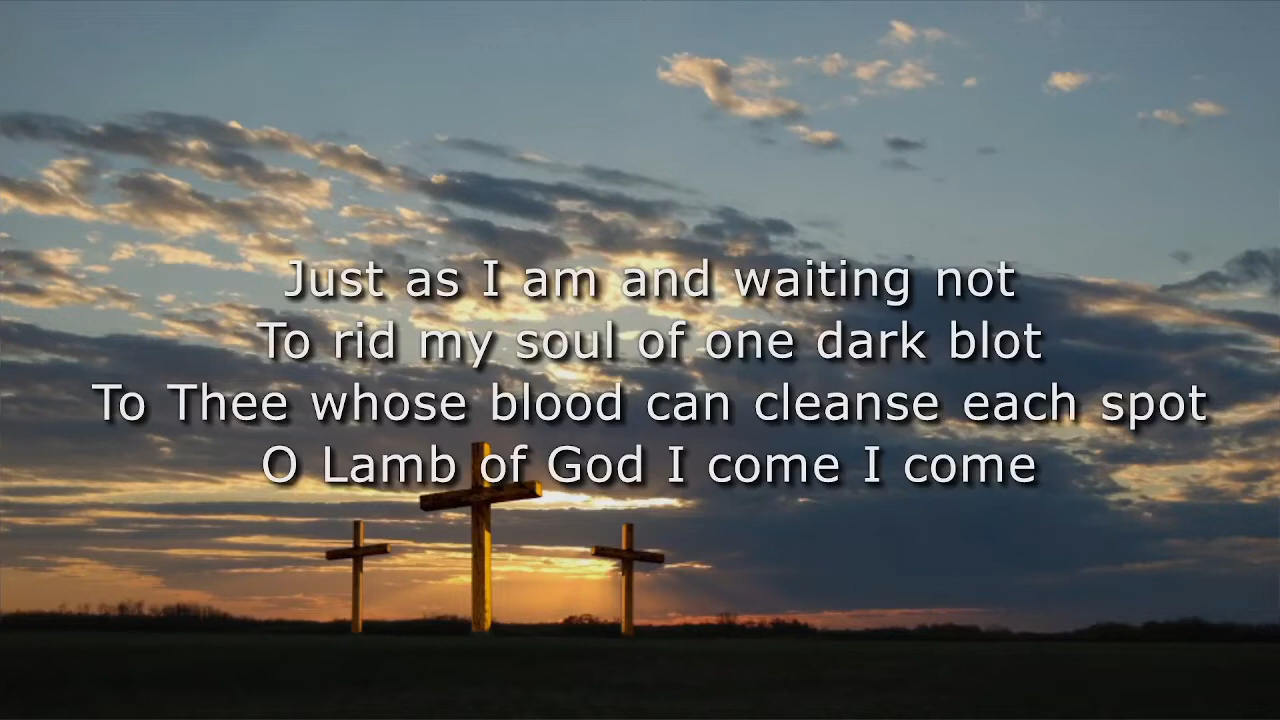 Just as I am and waiting not
To rid my soul of one dark blot
To Thee whose blood can cleanse each spot
O Lamb of God I come I come